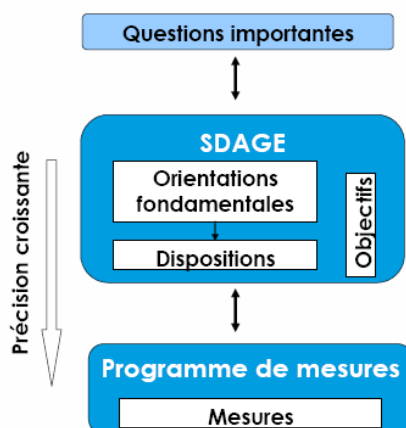 Questions importantes
SDAGE
Orientations
fondamentales
Dispositions
Objectifs
Précision croissante
Programme de mesures
Mesures